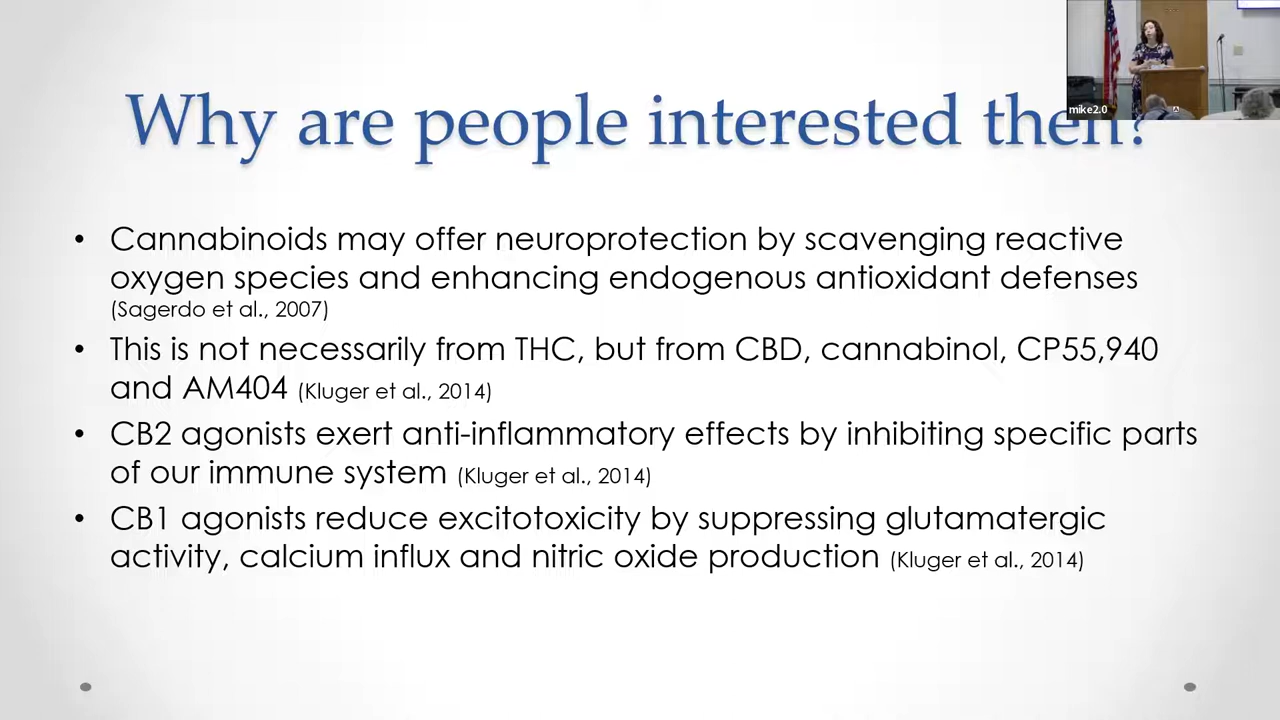 Why are people interested then?
mike2.0
• Cannabinoids may offer neuroprotection by scavenging reactive
oxygen species and enhancing endogenous antioxidant defenses
(Sagerdo et al., 2007)
• This is not necessarily from THC, but from CBD, cannabinol, CP55,940
and AM404 (Kluger et al., 2014)
• CB2 agonists exert anti-inflammatory effects by inhibiting specific parts
of our immune system (Kluger et al., 2014)
• CB1 agonists reduce excitotoxicity by suppressing glutamatergic
activity, calcium influx and nitric oxide production (Kluger et al., 2014)